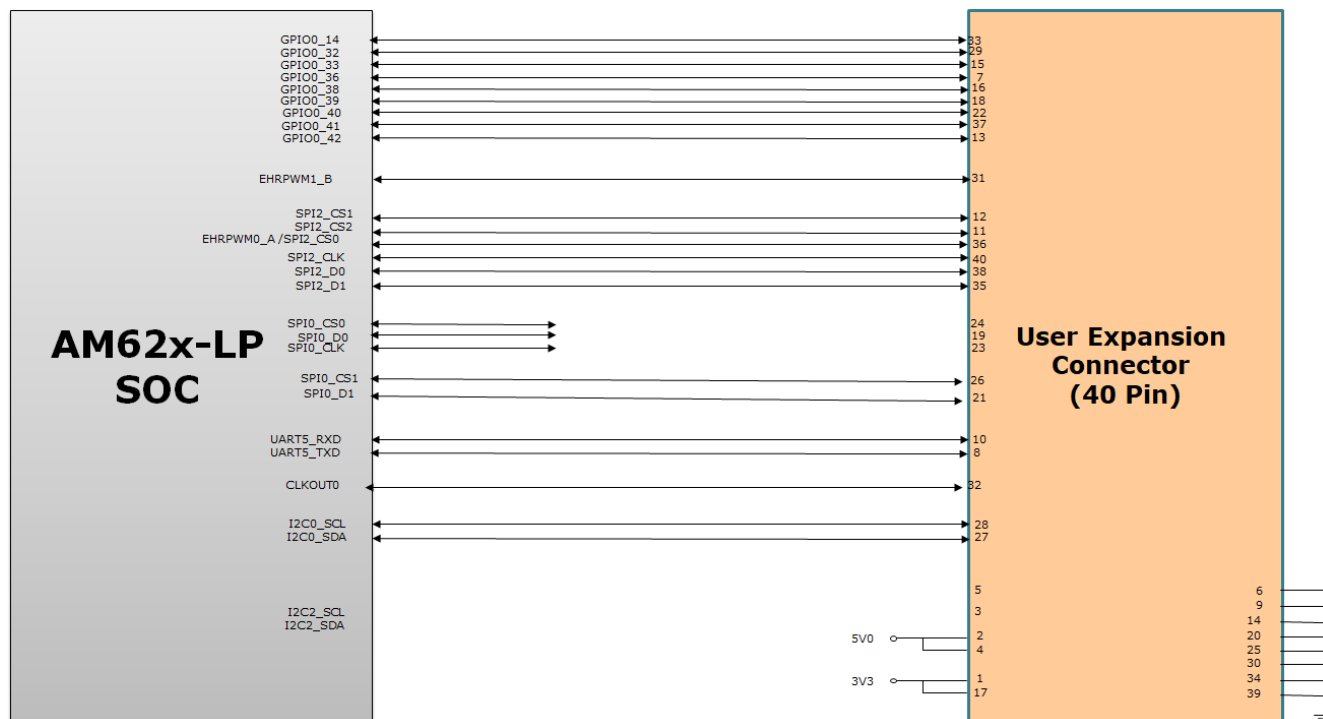 GPIO0_14
GPIO0_32
GPIO0_33
GPIO0_36
GPIO0_38
GPIO0_39
GPIO0_40
GPIO0_41
GPIO0_42
EHRPWM1_B
SPI2_CS1
SPI2_CS2
EHRPWM0_A /SPI2_CS0
SPI2_CLK
SPI2_D0
SPI2_D1
SPI0_CS0
SPI0_D0
SPI0_CLK
SPI0_CS1
SPI0_D1
UART5_RXD
UART5_TXD
CLKOUT0
I2C0_SCL
I2C0_SDA
I2C2_SCL
I2C2_SDA
AM62x-LP
SOC
5V0
3V3
33
29
15
7
16
18
22
37
13
31
12
11
36
40
38
35
24
19
23
26
21
10
8
32
28
27
5
3
2
4
1
17
User Expansion
Connector
(40 Pin)
6
9
14
20
25
30
34
39